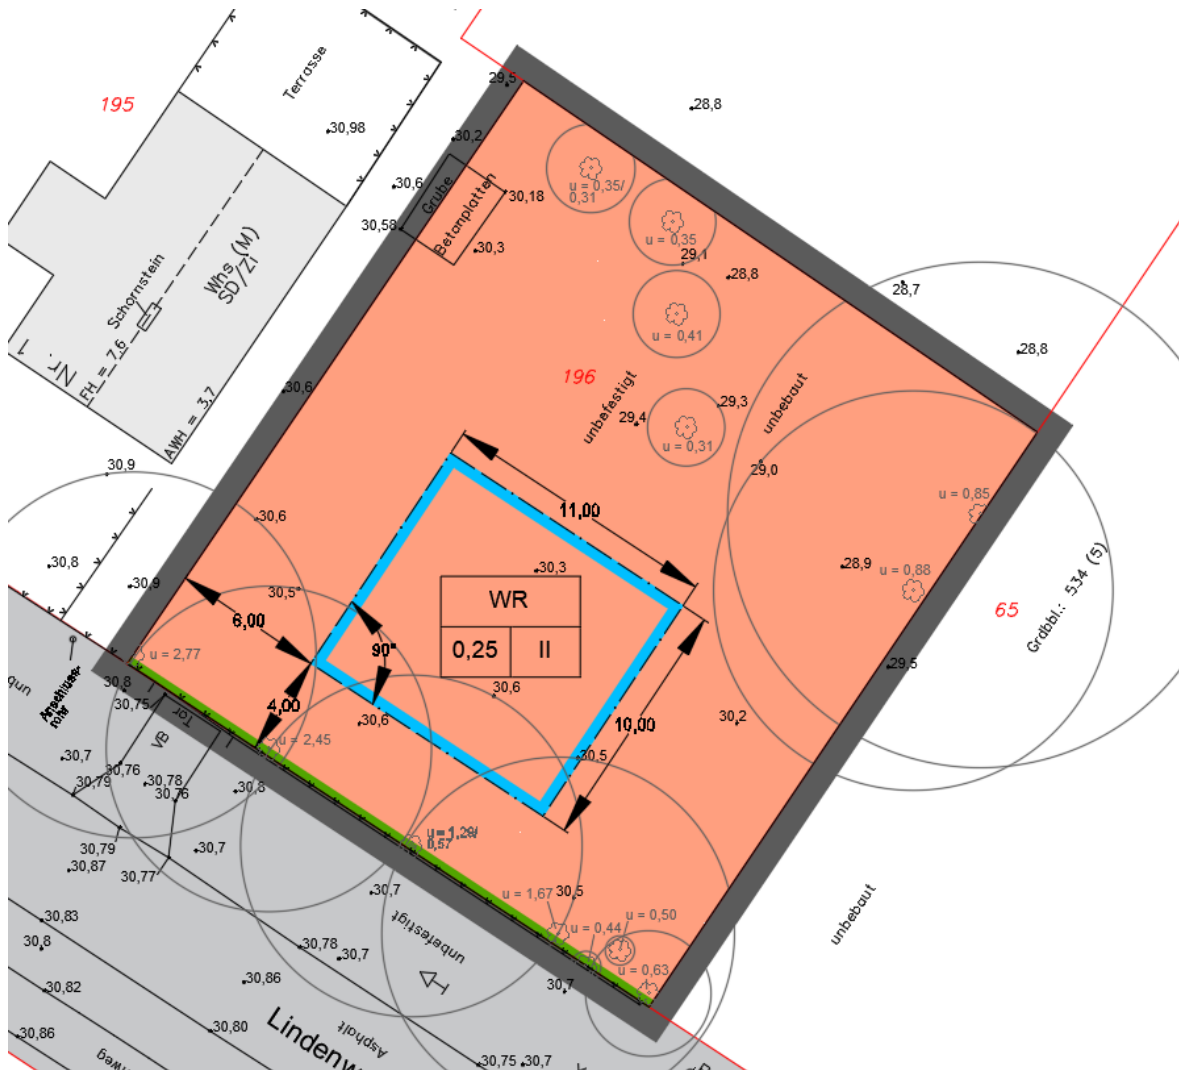 195
Terrasse
30,98
29,5
28,8
30,2
30,6
Grube
Betonplatten
30,18
30,58
30,3
u = 0,35/
0,31
u = 0,35
29,1
28,8
28,7
28,8
Whs (M)
SD/Zi
Schornstein
Nr. 1
FH = 7,6
AWH = 3,7
u = 0,41
30,6
196
unbefestigt
29,4
29,3
unbebaut
u = 0,31
29,0
30,9
30,6
11,00
u = 0,85
30,8
30,9
30,5
30,3
28,9
u = 0,88
WR
0,25
II
6,00
90°
65
Grdbbl.: 534 (5)
u = 2,77
29,5
30,8
30,75
Tor
VB
4,00
30,6
30,6
10,00
30,2
u = 2,45
30,5
30,7
30,76
30,79
30,78
30,76
30,8
u = 1,29/
0,57
30,79
30,87
30,77
30,7
30,7
u = 1,67
30,5
u = 0,50
u = 0,44/
u = 0,63
unbebaut
30,83
30,8
unbefestigt
30,78
30,7
30,86
30,7
30,82
30,80
30,86
Lindenw
Asphalt
30,75
30,7